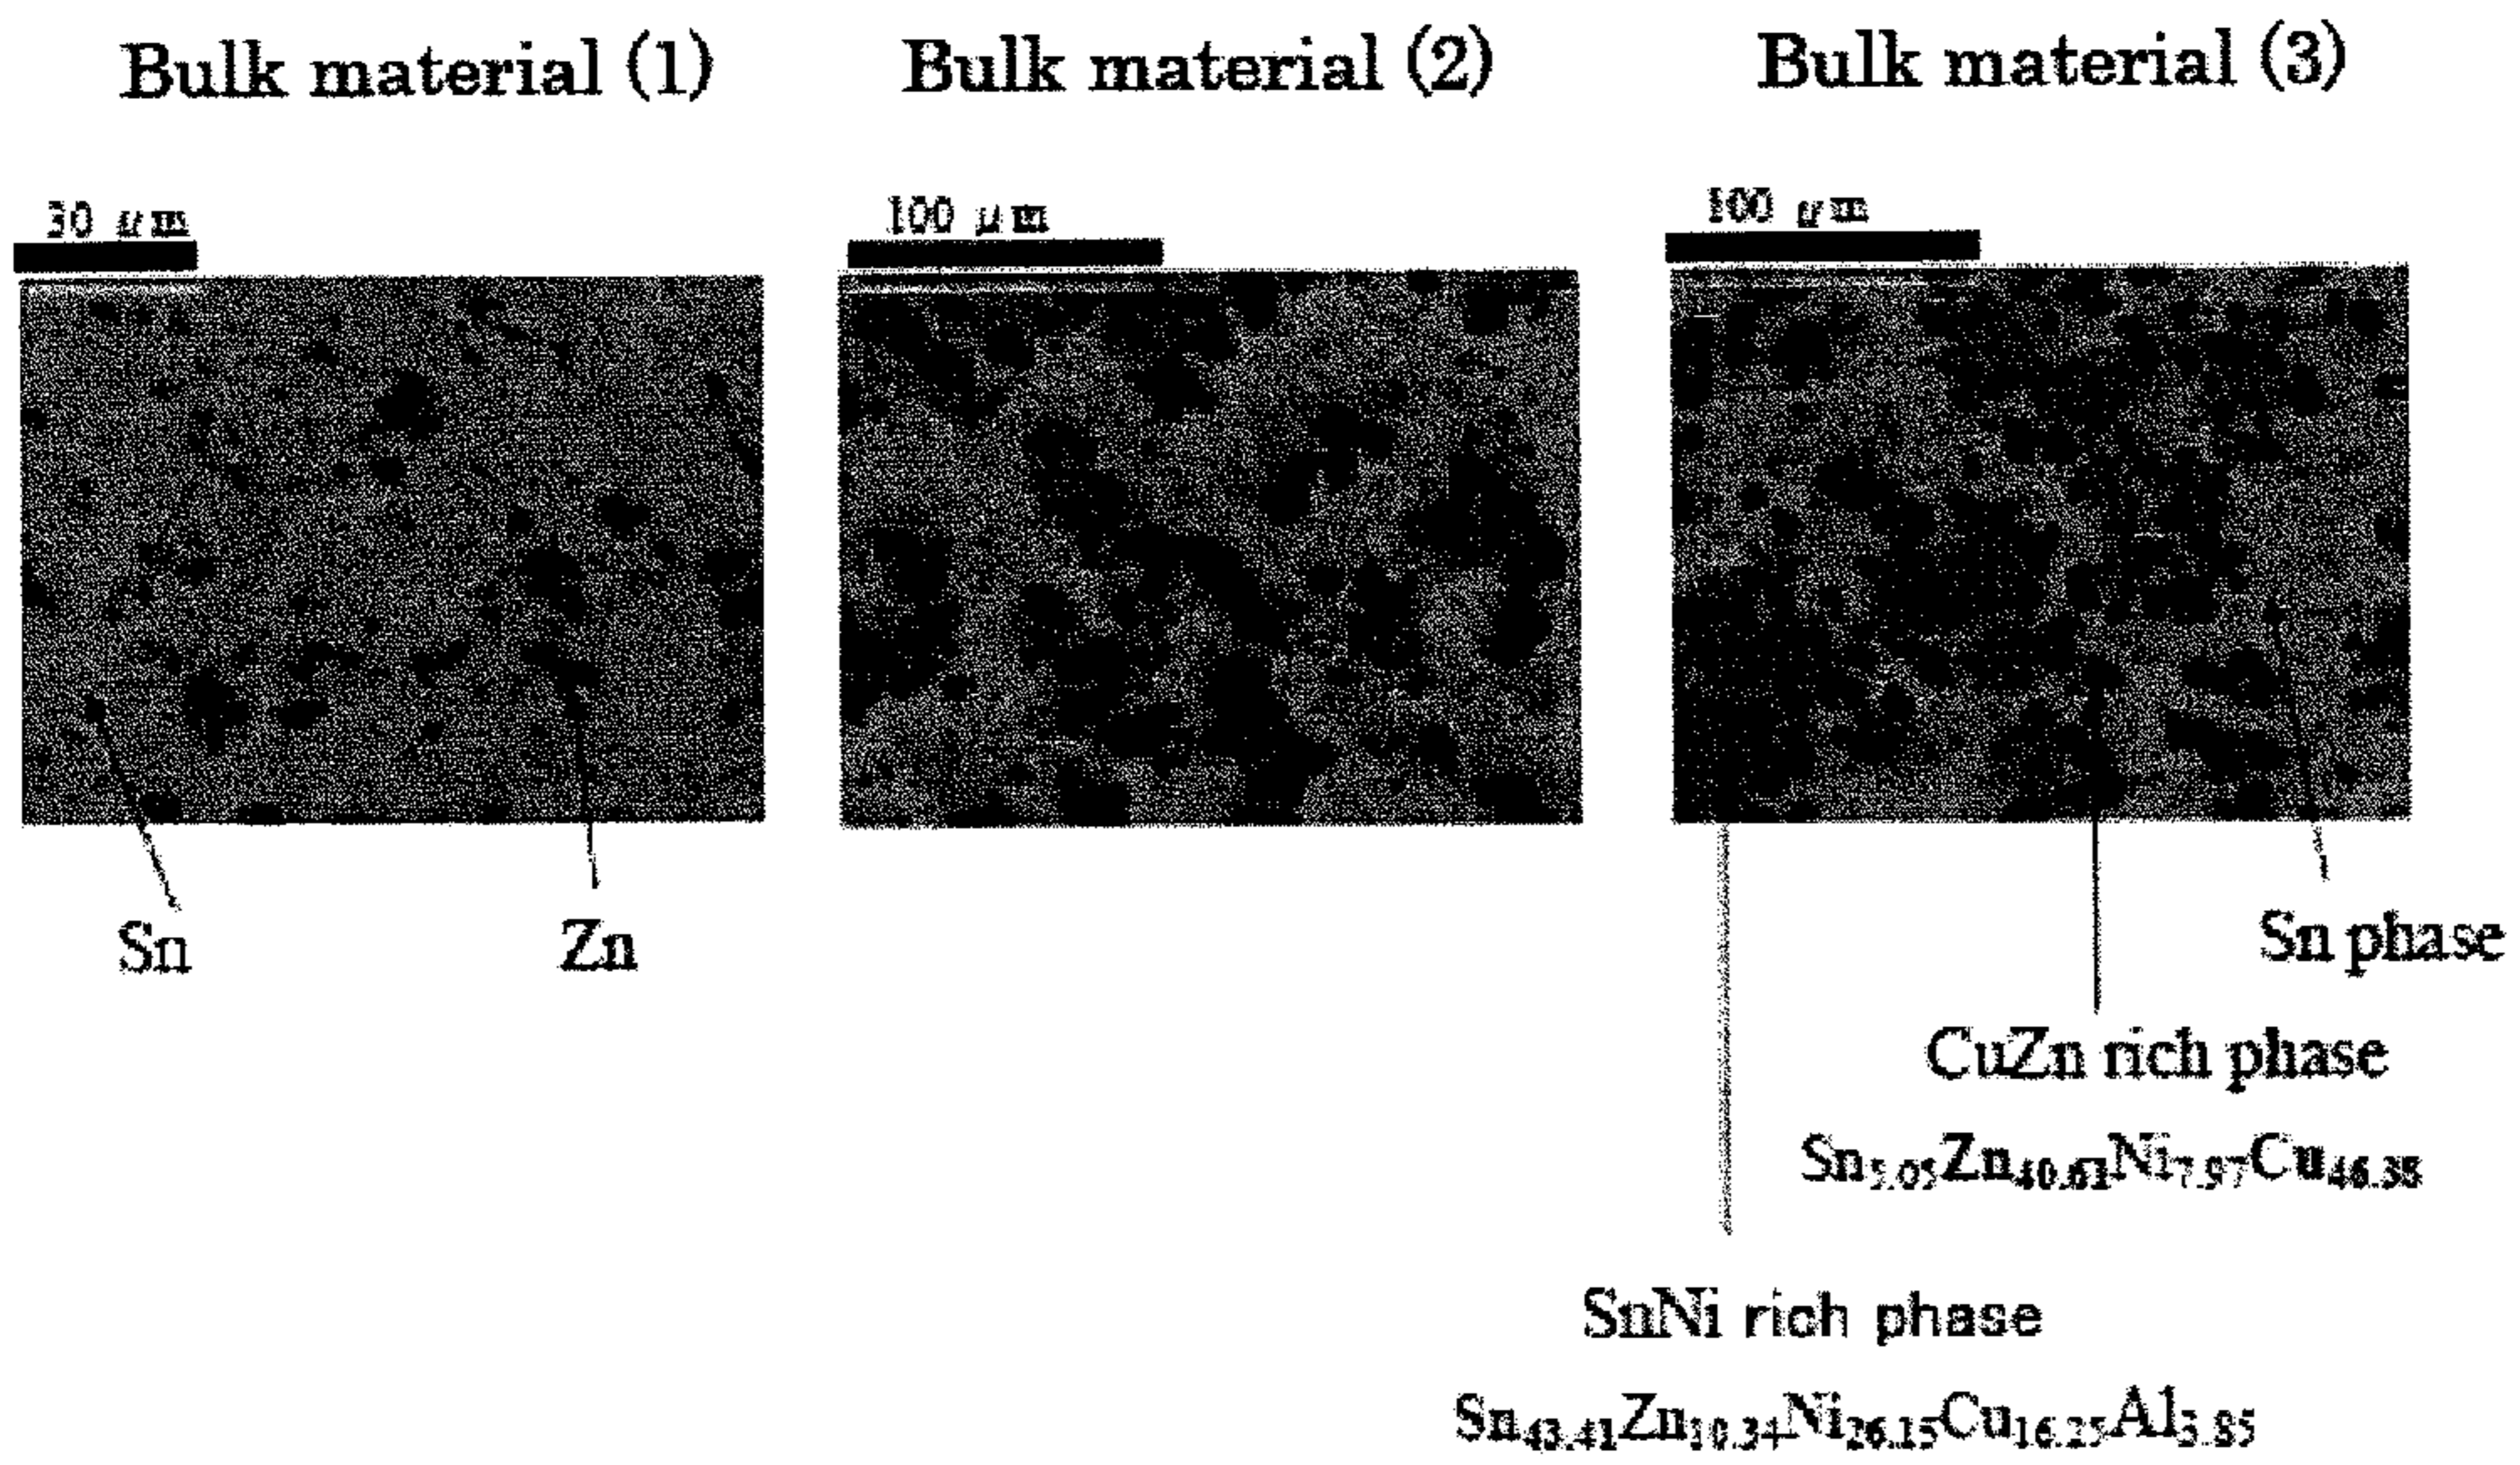 Bulk material (1) Bulk material (2) Bulk material (3)
30 μm 100 μm 100 μm
Sn Zn Sn phase
CuZn rich phase
Sn₅.₀₅Zn₄₀.₆₁Ni₇.₉₇Cu₄₆.₃₈
SnNi rich phase
Sn₄₃.₄₁Zn₁₀.₃₄Ni₂₆.₁₅Cu₁₆.₂₅Al₃.₈₅